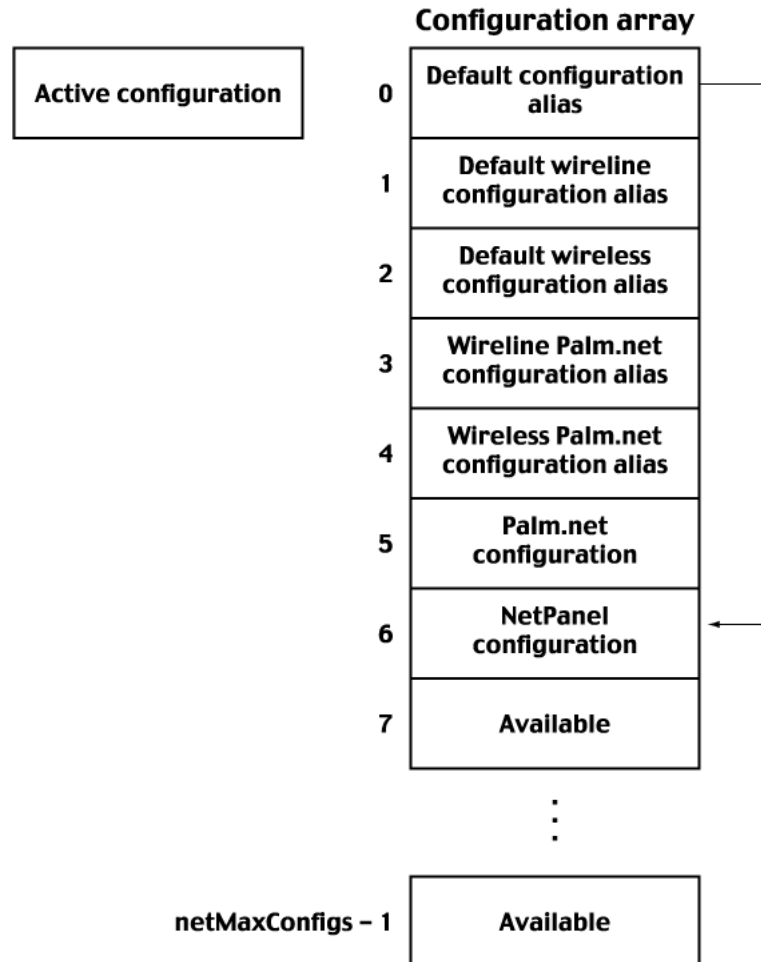 Configuration array
Active configuration
0
Default configuration
alias
1
Default wireline
configuration alias
2
Default wireless
configuration alias
3
Wireline Palm.net
configuration alias
4
Wireless Palm.net
configuration alias
5
Palm.net
configuration
6
NetPanel
configuration
7
Available
netMaxConfigs – 1
Available